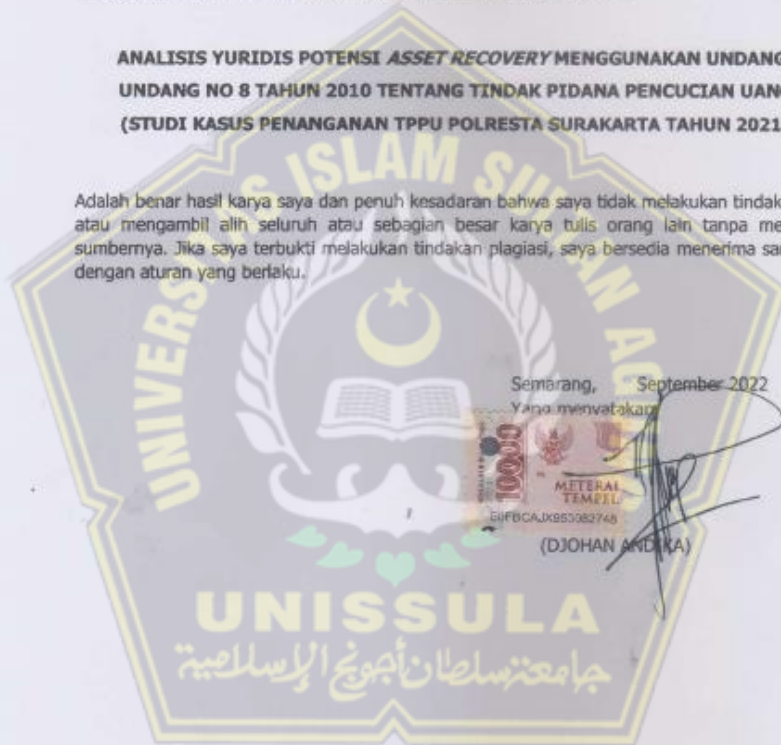 ANALISIS YURIDIS POTENSI ASSET RECOVERY MENGGUNAKAN UNDANG
UNDANG NO 8 TAHUN 2010 TENTANG TINDAK PIDANA PENCUCIAN UANG
(STUDI KASUS PENANGANAN TPPU POLRESTA SURAKARTA TAHUN 2021
Adalah benar hasil karya saya dan penuh kesadaran bahwa saya tidak melakukan tindak
atau mengambil alih seluruh atau sebagian besar karya tulis orang lain tanpa me
sumbernya. Jika saya terbukti melakukan tindakan plagiasi, saya bersedia menerima sa
dengan aturan yang berlaku.
Semarang, September 2022
Yang menyatakan
10000
METERAI
TEMPEL
(DJOHAN ANDIKA)
UNIVERSITAS ISLAM SULTAN AGUNG
UNISSULA
جامعة سلطان أجونج الإسلامية